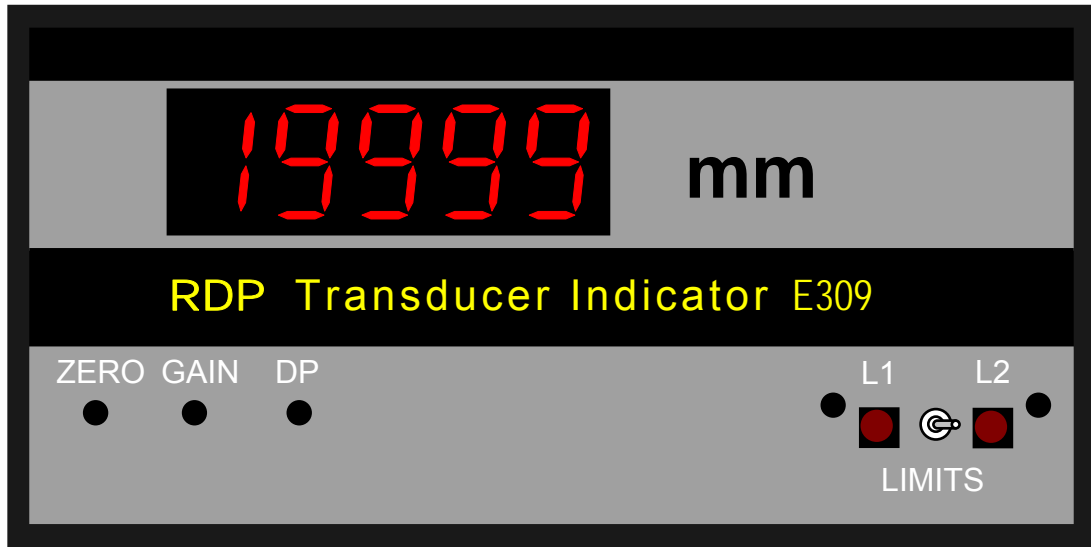 19999 mm
RDP Transducer Indicator E309
ZERO GAIN DP L1 L2
LIMITS